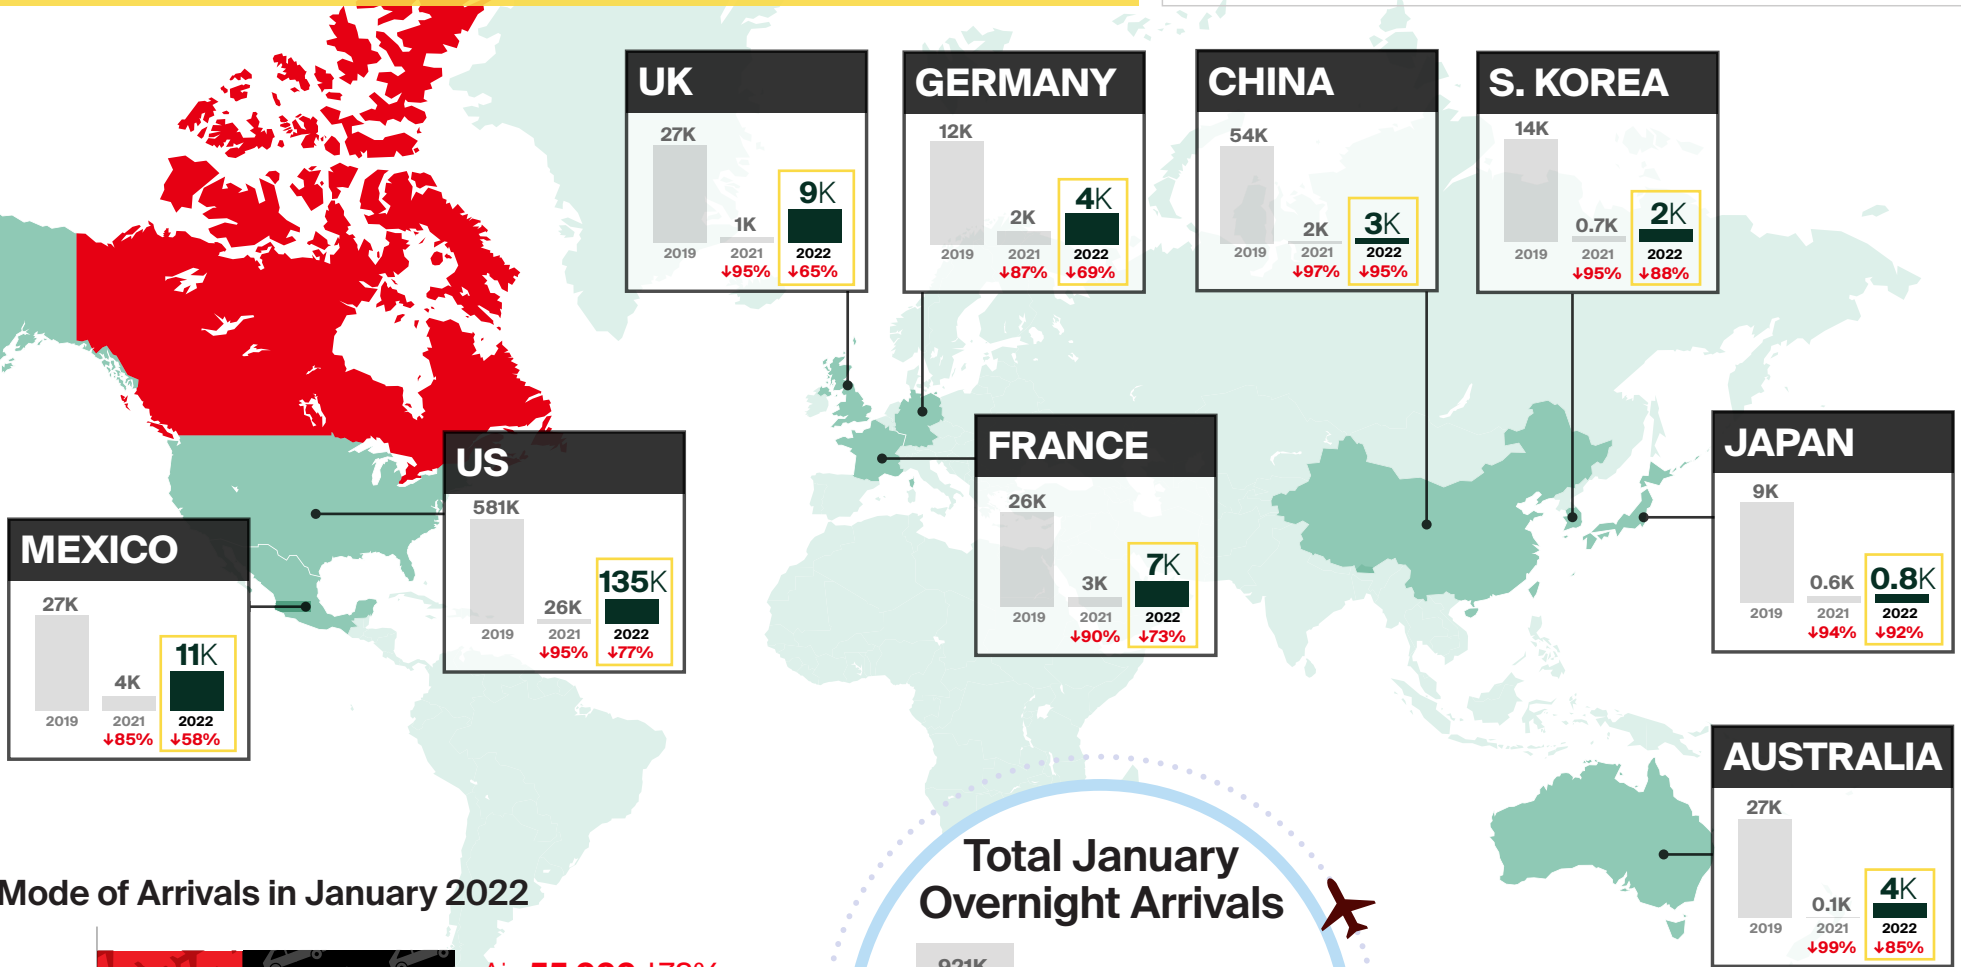 UK
27K
1K
9K
2019
2021
2022
↓95%
↓65%
GERMANY
12K
2K
4K
2019
2021
2022
↓87%
↓69%
CHINA
54K
2K
3K
2019
2021
2022
↓97%
↓95%
S. KOREA
14K
0.7K
2K
2019
2021
2022
↓95%
↓88%
US
581K
26K
135K
2019
2021
2022
↓95%
↓77%
FRANCE
26K
3K
7K
2019
2021
2022
↓90%
↓73%
JAPAN
9K
0.6K
0.8K
2019
2021
2022
↓94%
↓92%
MEXICO
27K
4K
11K
2019
2021
2022
↓85%
↓58%
AUSTRALIA
27K
0.1K
4K
2019
2021
2022
↓99%
↓85%
Mode of Arrivals in January 2022
Total January
Overnight Arrivals
921K